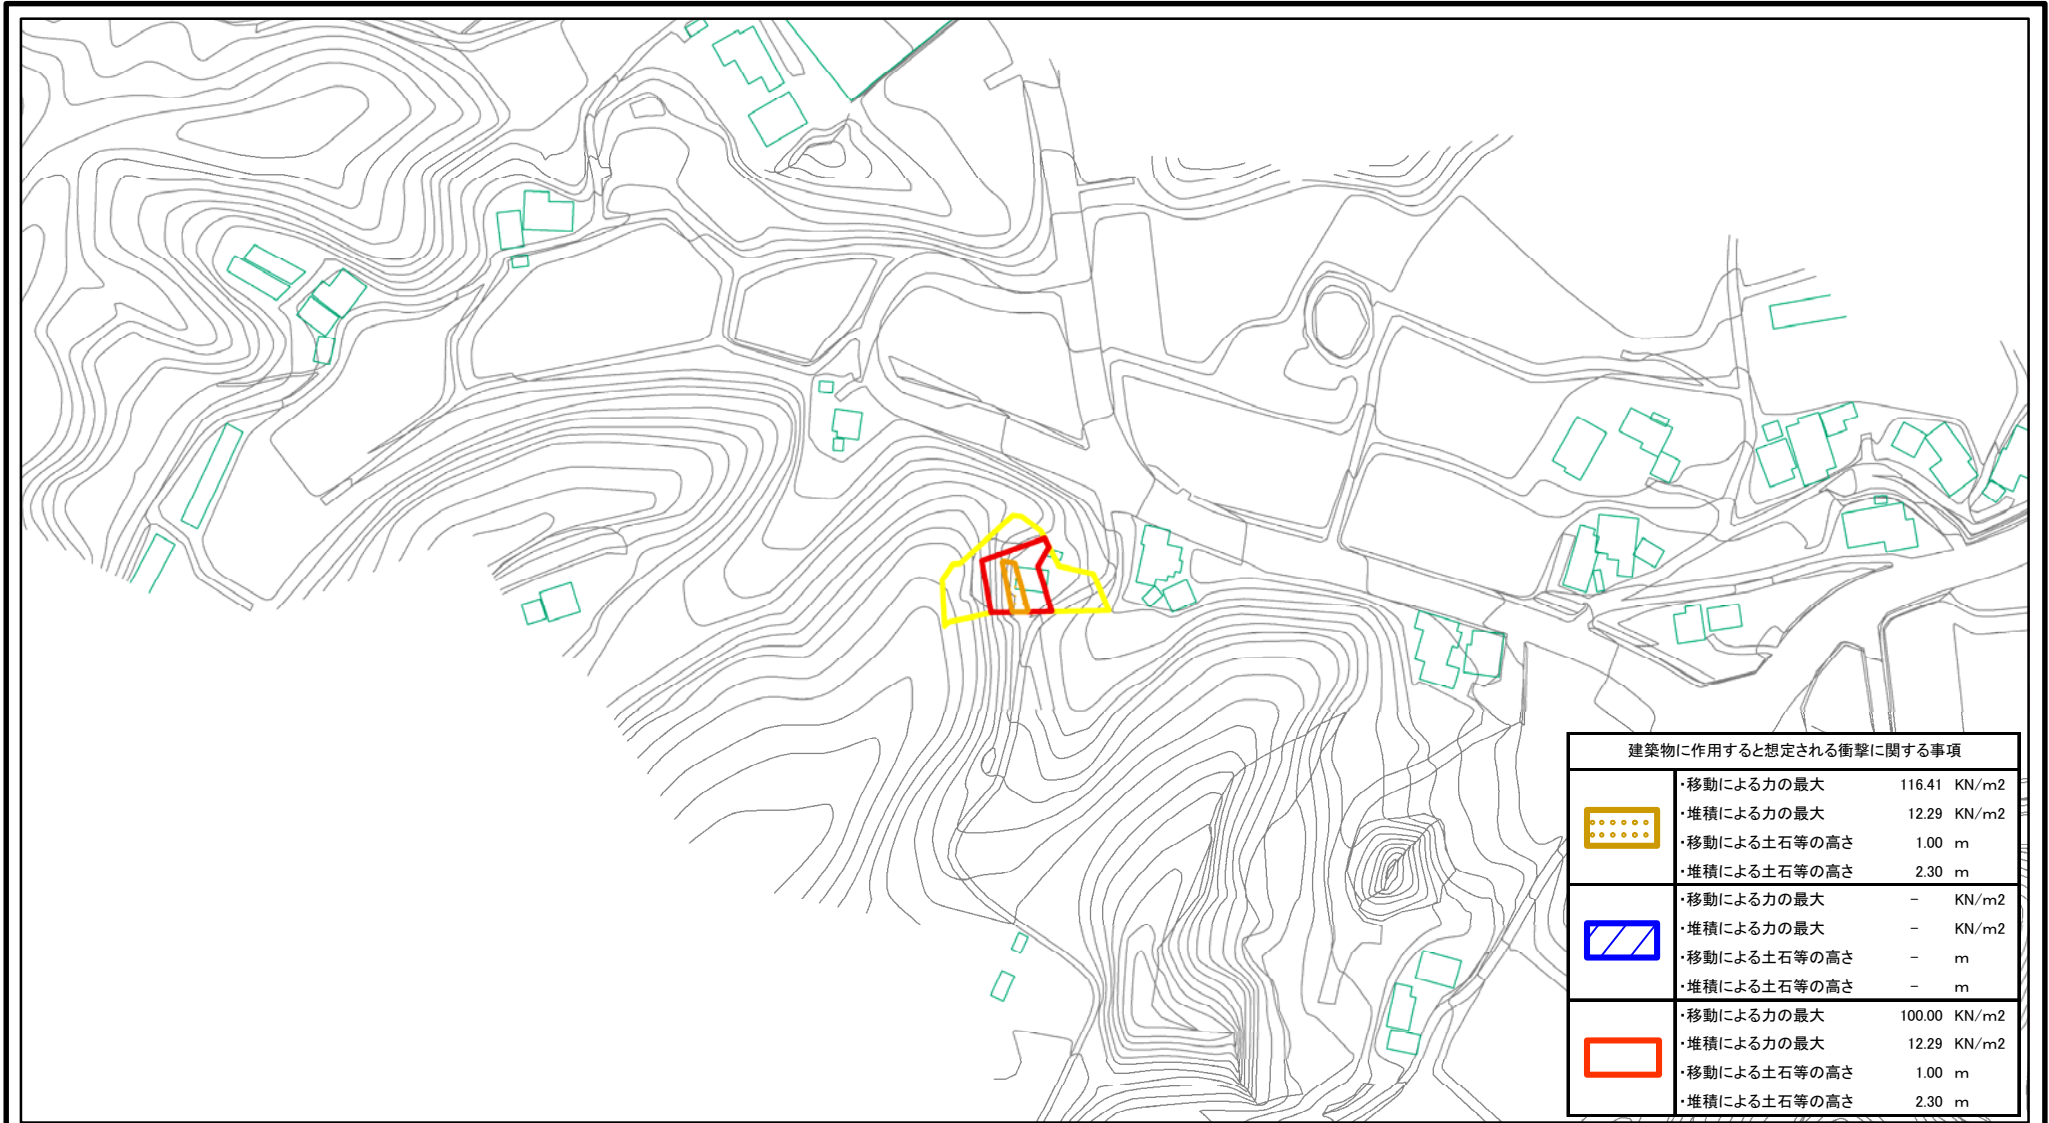 建築物に作用すると想定される衝撃に関する事項
・移動による力の最大 116.41 KN/m2
・堆積による力の最大 12.29 KN/m2
・移動による土石等の高さ 1.00 m
・堆積による土石等の高さ 2.30 m
・移動による力の最大 - KN/m2
・堆積による力の最大 - KN/m2
・移動による土石等の高さ - m
・堆積による土石等の高さ - m
・移動による力の最大 100.00 KN/m2
・堆積による力の最大 12.29 KN/m2
・移動による土石等の高さ 1.00 m
・堆積による土石等の高さ 2.30 m